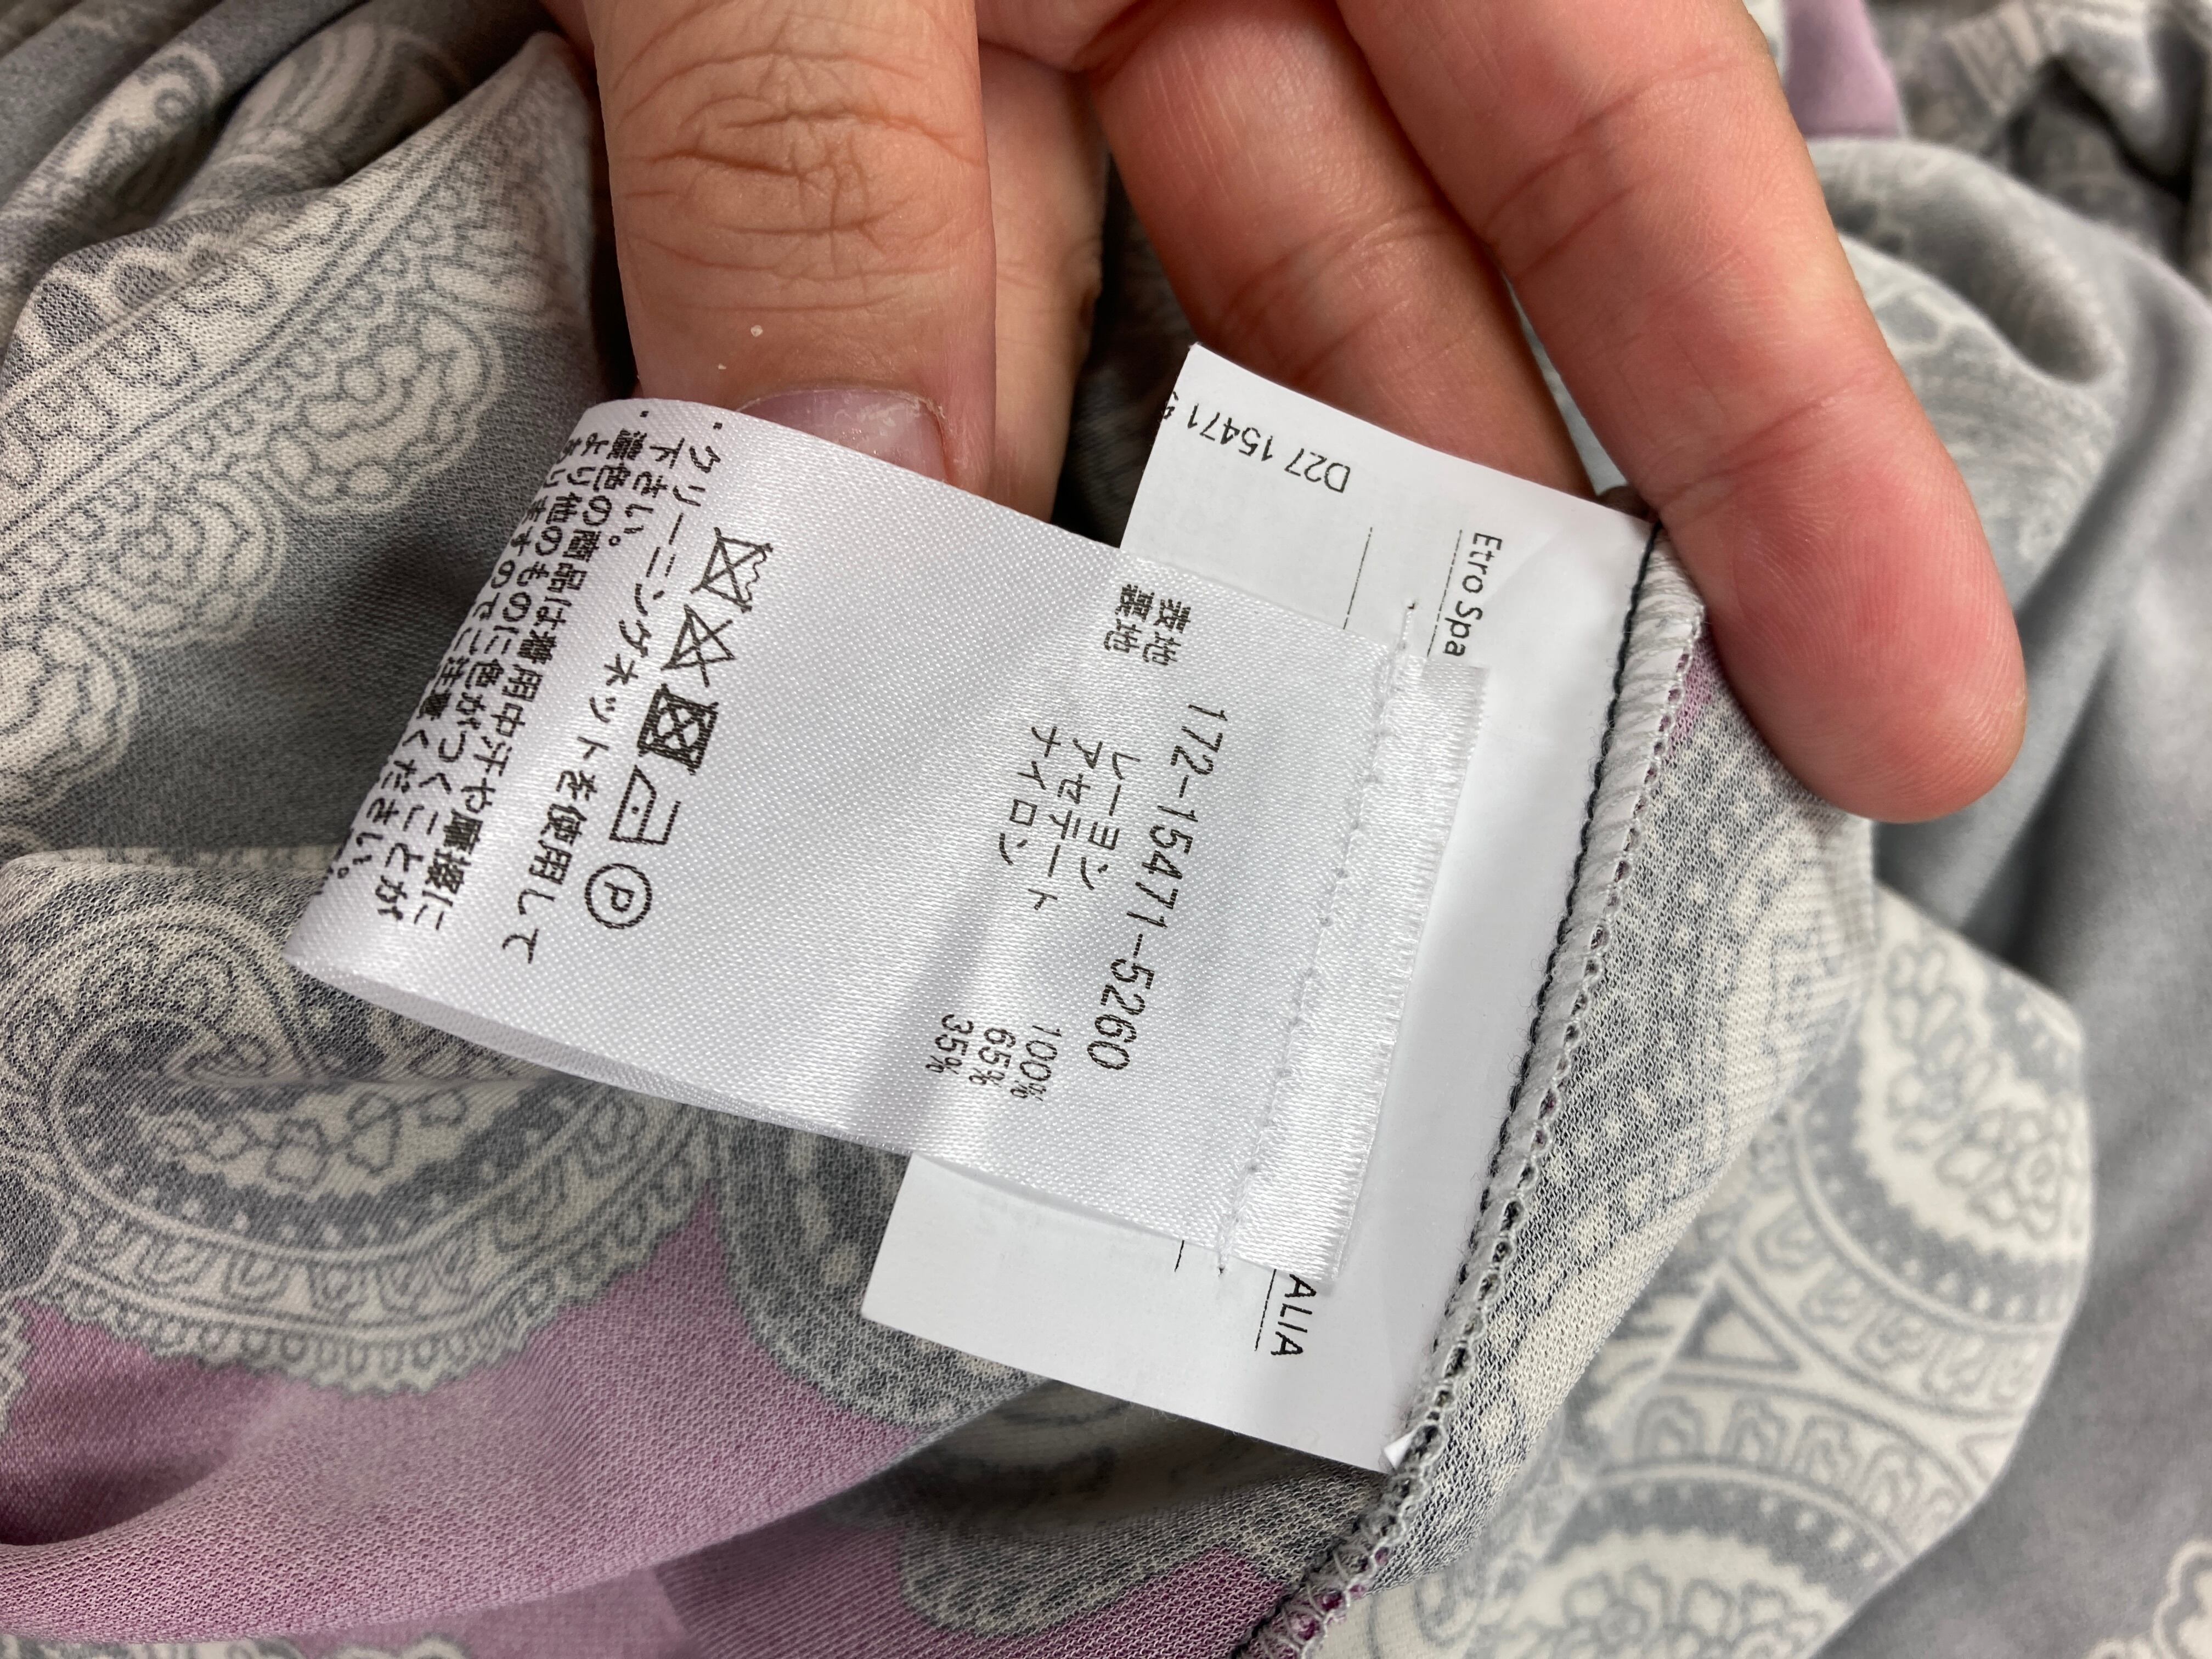 Etro Spa
ALIA
D27 15471
172-15471-5260
表地 レーヨン 100%
裏地 アセテート 65%
ナイロン 35%
P
・クリーニングネットを使用して
下さい。
濃色の商品は着用中汗や摩擦に
より他のものに色がつくことが
ありますのでご注意ください。